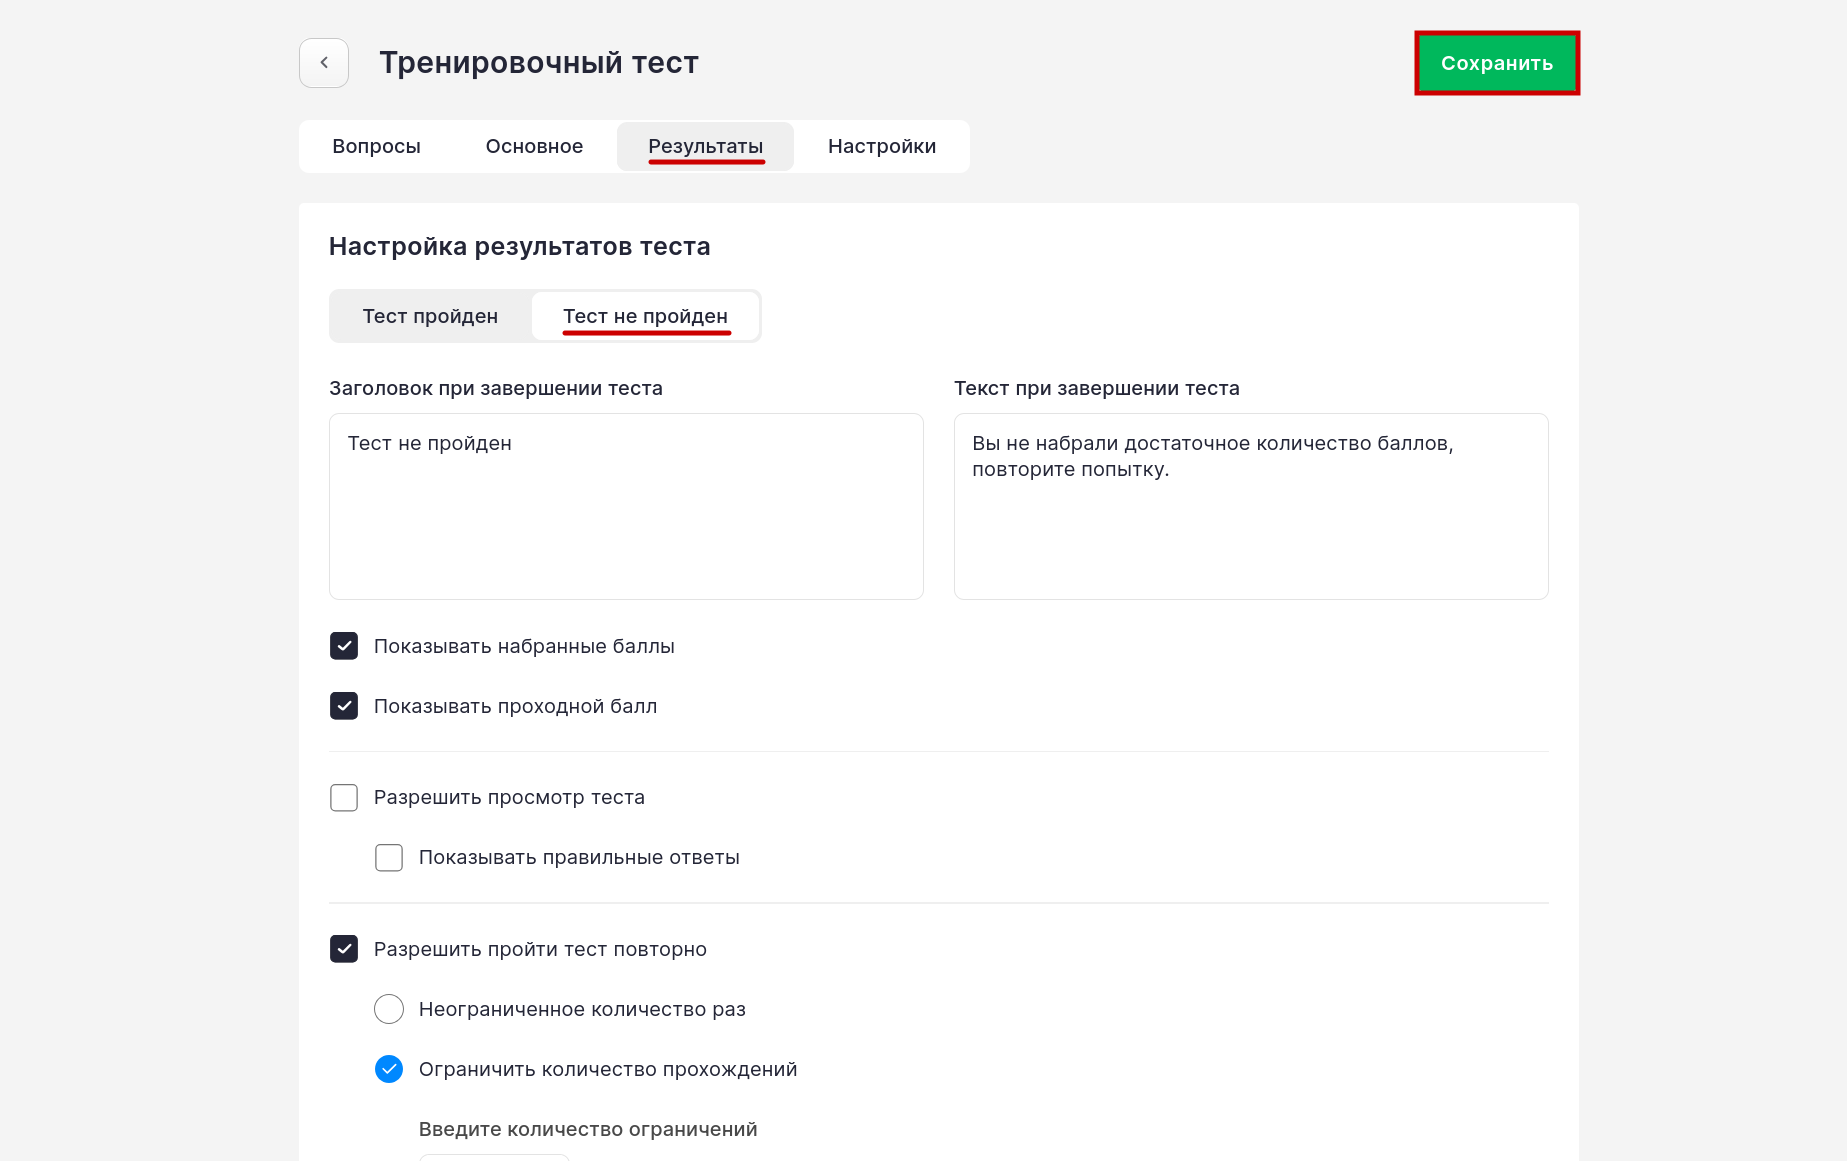 Тренировочный тест
Сохранить
Вопросы
Основное
Результаты
Настройки
Настройка результатов теста
Тест пройден
Тест не пройден
Заголовок при завершении теста
Текст при завершении теста
Тест не пройден
Вы не набрали достаточное количество баллов,
повторите попытку.
Показывать набранные баллы
Показывать проходной балл
Разрешить просмотр теста
Показывать правильные ответы
Разрешить пройти тест повторно
Неограниченное количество раз
Ограничить количество прохождений
Введите количество ограничений